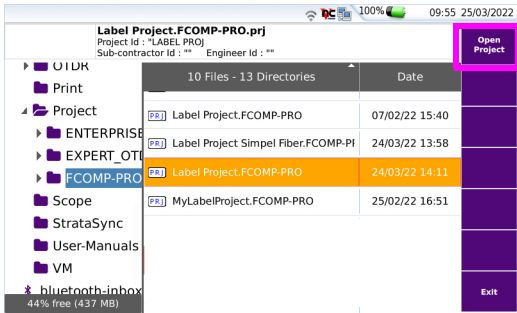 100%
09:55 25/03/2022
Label Project.FCOMP-PRO.prj
Project Id : "LABEL PROJ
Sub-contractor Id : "" Engineer Id : ""
Open
Project
OTDR
Print
Project
ENTERPRISE
EXPERT_OTD
FCOMP-PRO
Scope
StrataSync
User-Manuals
VM
bluetooth-inbox
44% free (437 MB)
10 Files - 13 Directories
Date
PRJ Label Project.FCOMP-PRO 07/02/22 15:40
PRJ Label Project Simpel Fiber.FCOMP-PR 24/03/22 13:58
PRJ Label Project.FCOMP-PRO 24/03/22 14:11
PRJ MyLabelProject.FCOMP-PRO 25/02/22 16:51
Exit